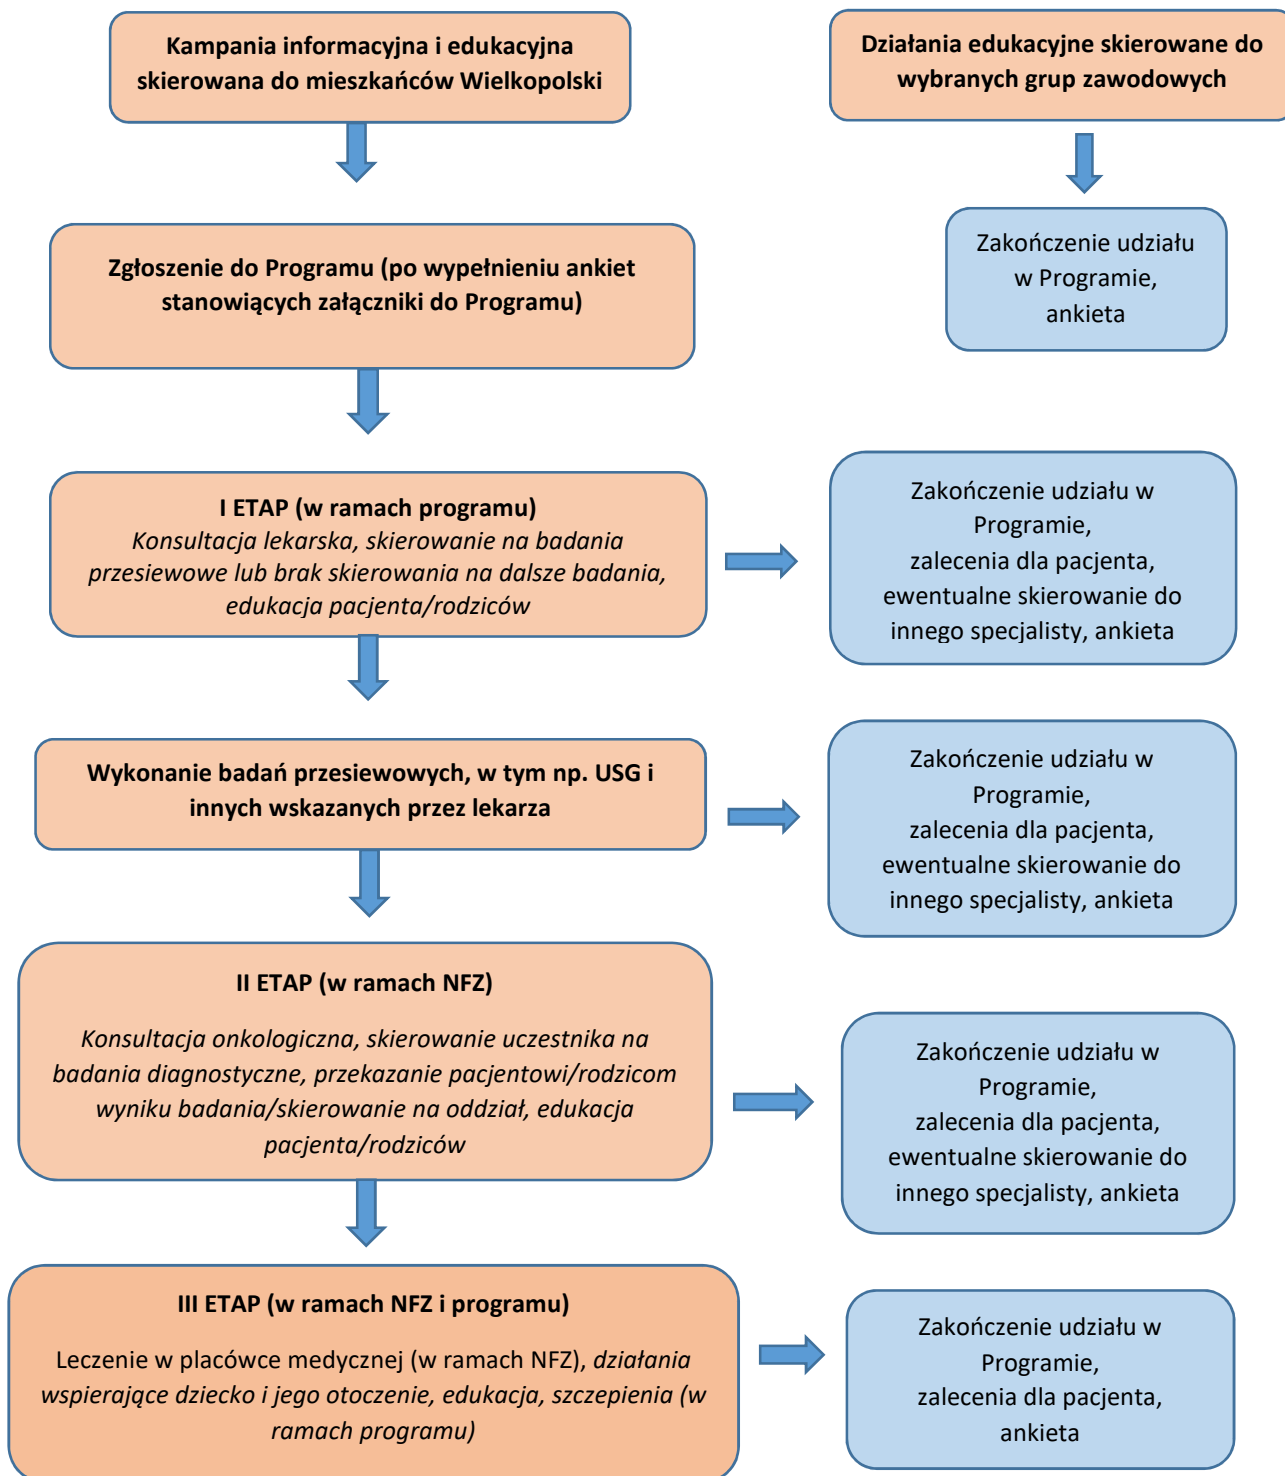 Kampania informacyjna i edukacyjna
skierowana do mieszkańców Wielkopolski
Działania edukacyjne skierowane do
wybranych grup zawodowych
Zgłoszenie do Programu (po wypełnieniu ankiet
stanowiących załączniki do Programu)
Zakończenie udziału
w Programie,
ankieta
I ETAP (w ramach programu)
Konsultacja lekarska, skierowanie na badania
przesiewowe lub brak skierowania na dalsze badania,
edukacja pacjenta/rodziców
Zakończenie udziału w
Programie,
zalecenia dla pacjenta,
ewentualne skierowanie do
innego specjalisty, ankieta
Wykonanie badań przesiewowych, w tym np. USG i
innych wskazanych przez lekarza
Zakończenie udziału w
Programie,
zalecenia dla pacjenta,
ewentualne skierowanie do
innego specjalisty, ankieta
II ETAP (w ramach NFZ)
Konsultacja onkologiczna, skierowanie uczestnika na
badania diagnostyczne, przekazanie pacjentowi/rodzicom
wyniku badania/skierowanie na oddział, edukacja
pacjenta/rodziców
Zakończenie udziału w
Programie,
zalecenia dla pacjenta,
ewentualne skierowanie do
innego specjalisty, ankieta
III ETAP (w ramach NFZ i programu)
Leczenie w placówce medycznej (w ramach NFZ), działania
wspierające dziecko i jego otoczenie, edukacja, szczepienia (w
ramach programu)
Zakończenie udziału w
Programie,
zalecenia dla pacjenta,
ankieta